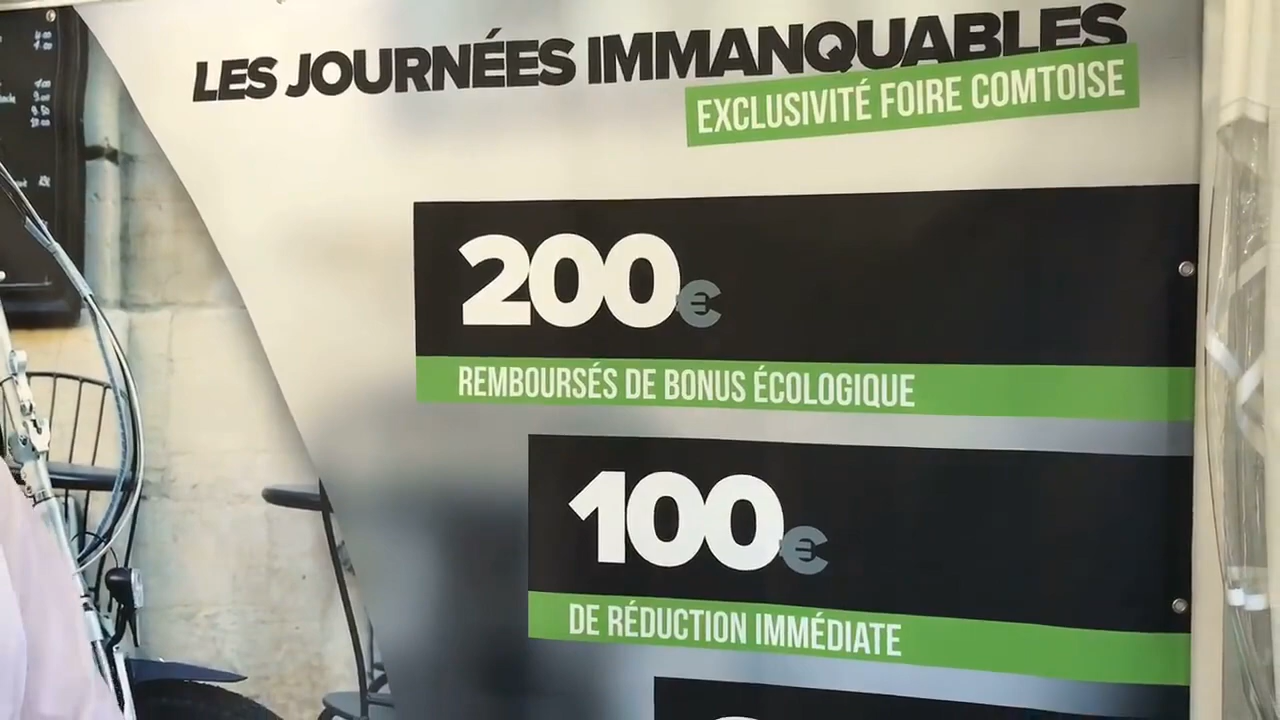 LES JOURNÉES IMMANQUABLES
EXCLUSIVITÉ FOIRE COMTOISE
200€
REMBOURSÉS DE BONUS ÉCOLOGIQUE
100€
DE RÉDUCTION IMMÉDIATE